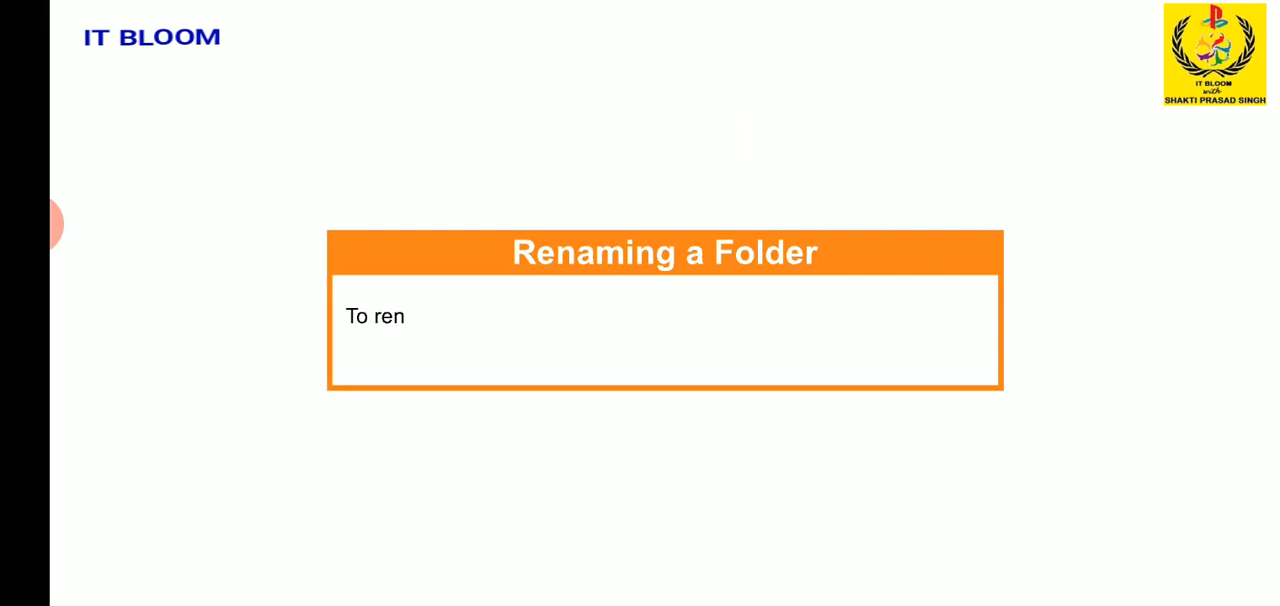 IT BLOOM
IT BLOOM
with
SHAKTI PRASAD SINGH
Renaming a Folder
To ren